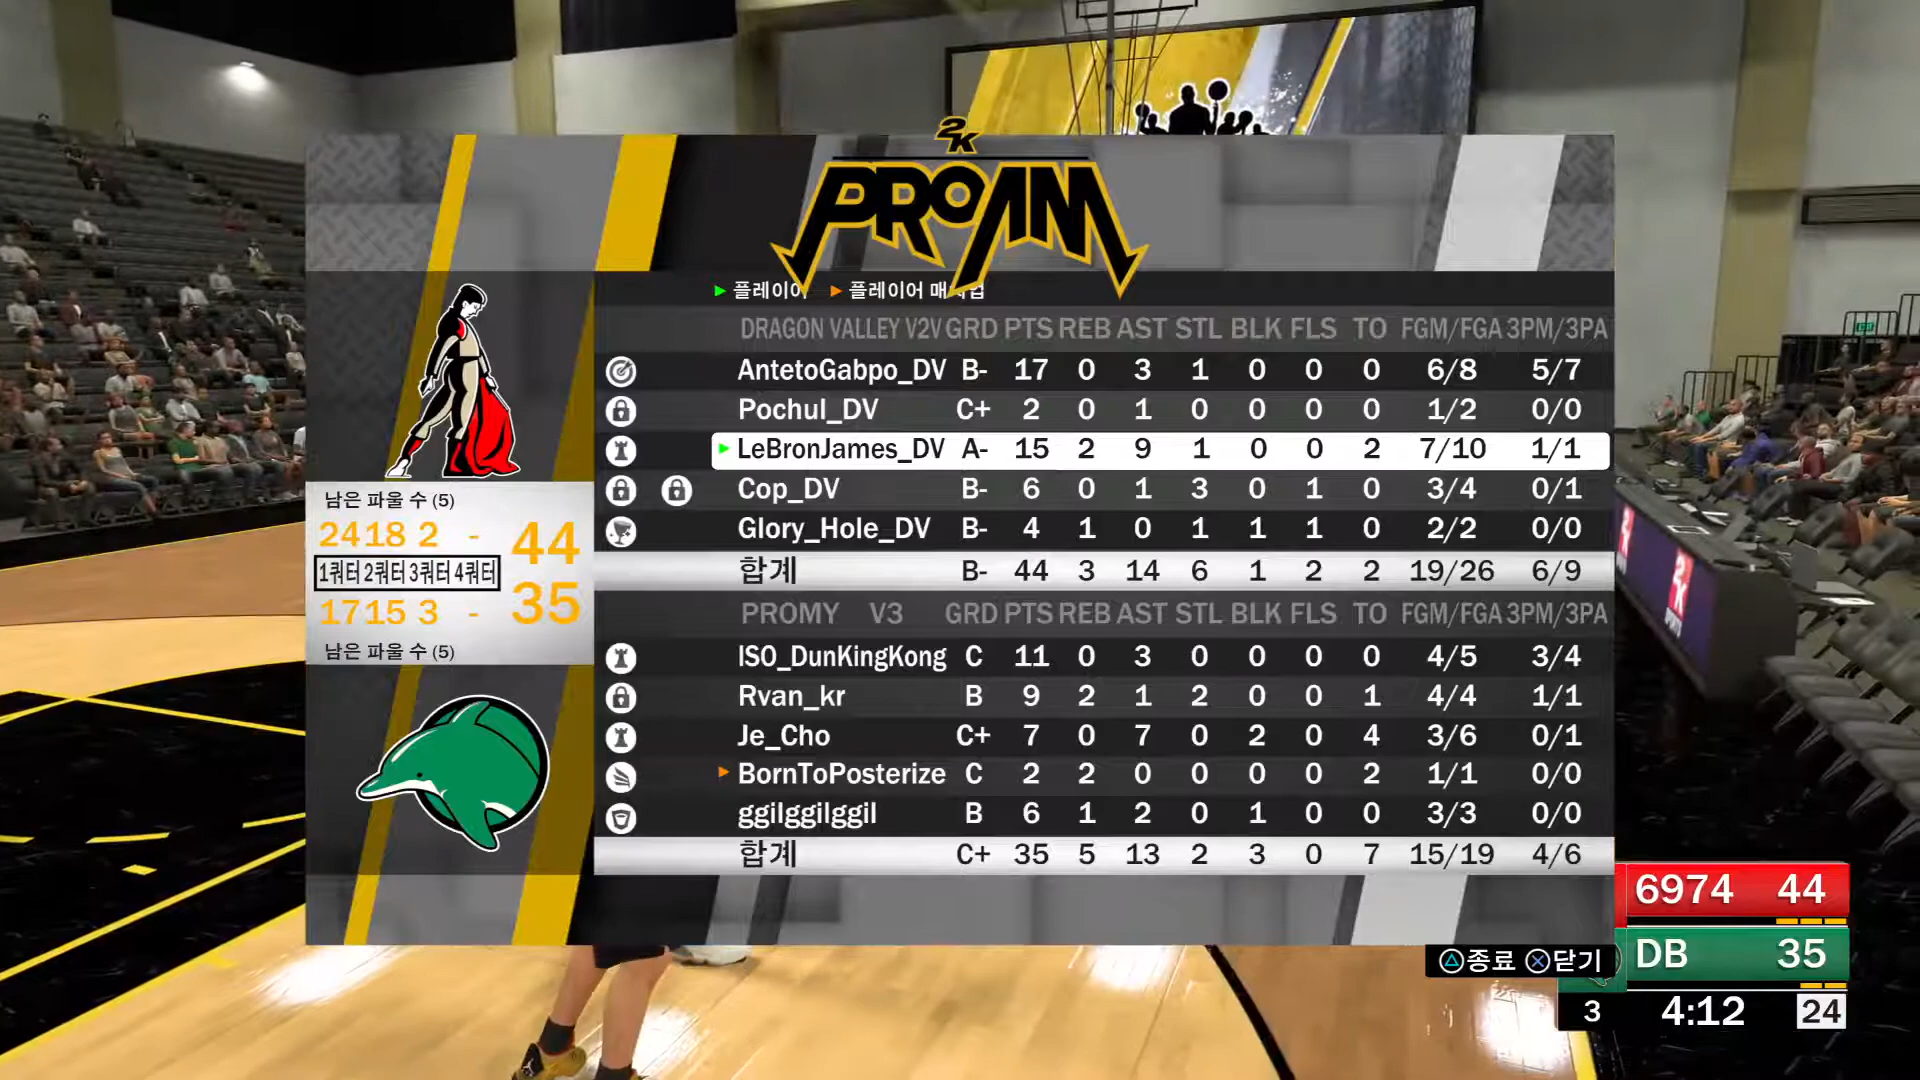 2K
PRO AM
플레이어 플레이어 매치업
DRAGON VALLEY V2V GRD PTS REB AST STL BLK FLS TO FGM/FGA 3PM/3PA
AntetoGabpo_DV B- 17 0 3 1 0 0 0 6/8 5/7
Pochul_DV C+ 2 0 1 0 0 0 0 1/2 0/0
LeBronJames_DV A- 15 2 9 1 0 0 2 7/10 1/1
Cop_DV B- 6 0 1 3 0 1 0 3/4 0/1
Glory_Hole_DV B- 4 1 0 1 1 1 0 2/2 0/0
합계 B- 44 3 14 6 1 2 2 19/26 6/9
남은 파울 수 (5)
24 18 2 - 44
1쿼터 2쿼터 3쿼터 4쿼터
17 15 3 - 35
남은 파울 수 (5)
PROMY V3 GRD PTS REB AST STL BLK FLS TO FGM/FGA 3PM/3PA
ISO_DunKingKong C 11 0 3 0 0 0 0 4/5 3/4
Rvan_kr B 9 2 1 2 0 0 1 4/4 1/1
Je_Cho C+ 7 0 7 0 2 0 4 3/6 0/1
BornToPosterize C 2 2 0 0 0 0 2 1/1 0/0
ggilggilggil B 6 1 2 0 1 0 0 3/3 0/0
합계 C+ 35 5 13 2 3 0 7 15/19 4/6
6974 44
DB 35
종료 닫기
3 4:12 24
2K